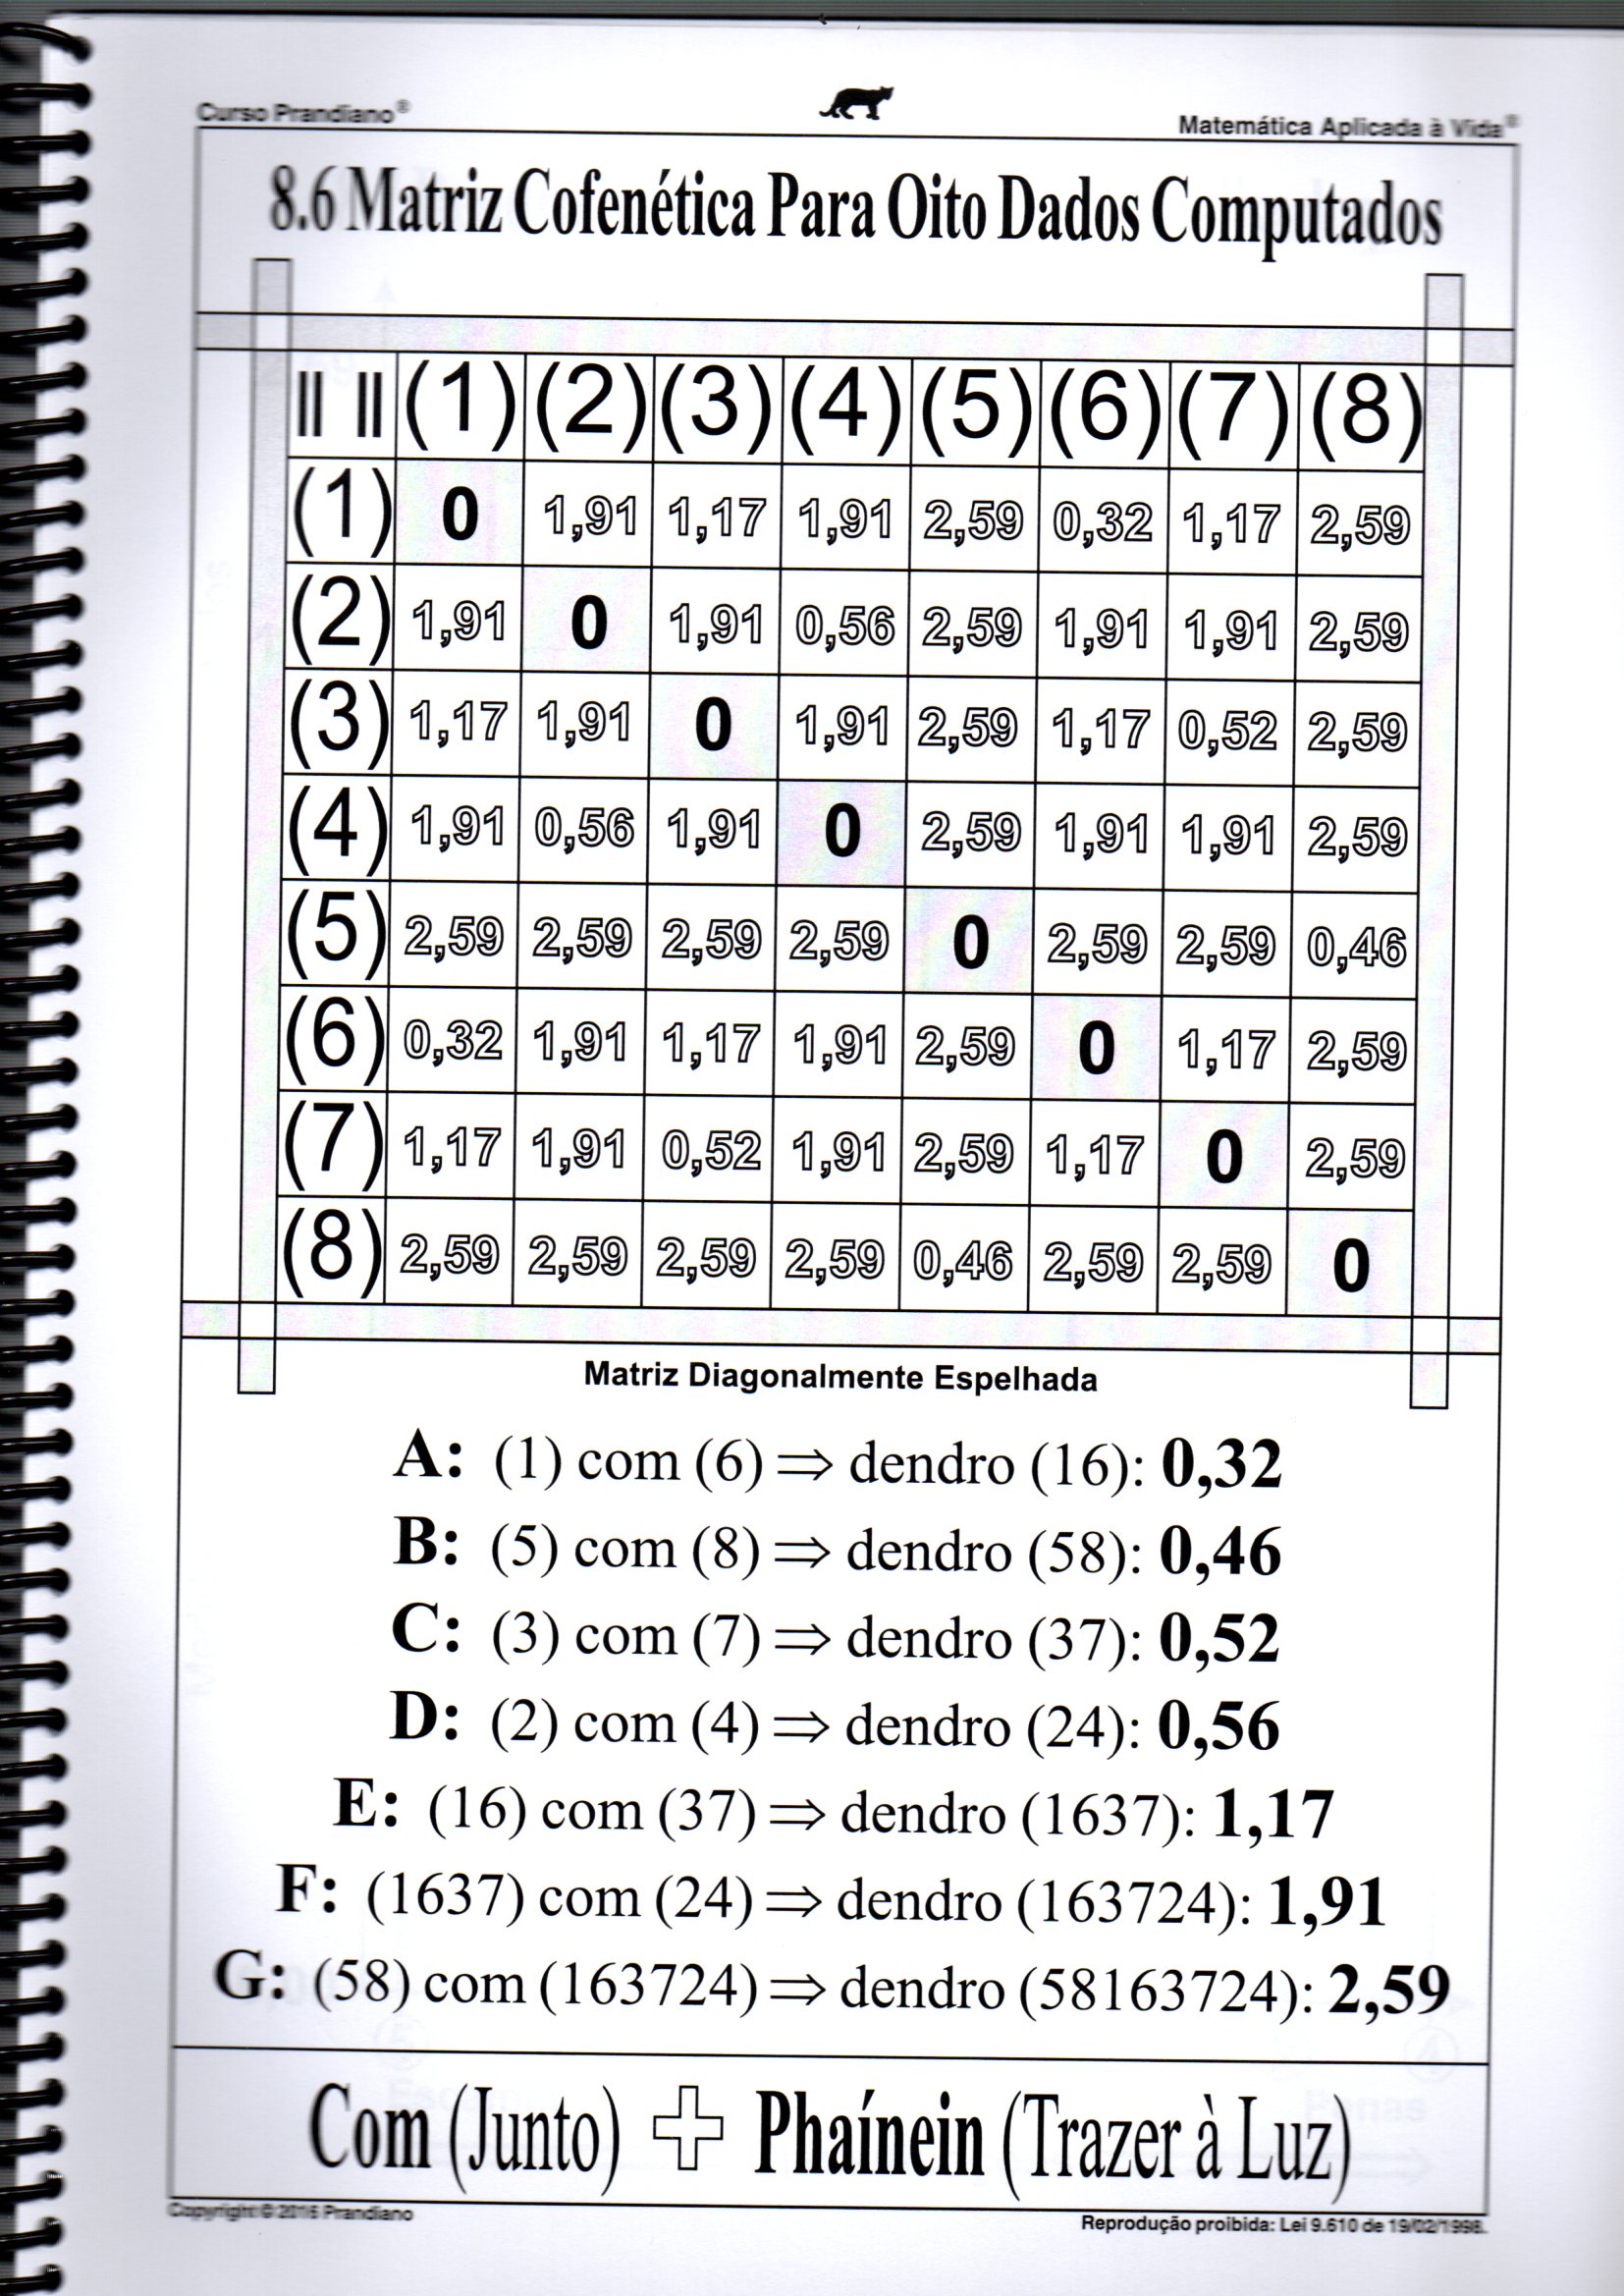 Curso Prandiano®
Matemática Aplicada à Vida®
8.6 Matriz Cofenética Para Oito Dados Computados
|| || (1) (2) (3) (4) (5) (6) (7) (8)
(1) 0 1,91 1,17 1,91 2,59 0,32 1,17 2,59
(2) 1,91 0 1,91 0,56 2,59 1,91 1,91 2,59
(3) 1,17 1,91 0 1,91 2,59 1,17 0,52 2,59
(4) 1,91 0,56 1,91 0 2,59 1,91 1,91 2,59
(5) 2,59 2,59 2,59 2,59 0 2,59 2,59 0,46
(6) 0,32 1,91 1,17 1,91 2,59 0 1,17 2,59
(7) 1,17 1,91 0,52 1,91 2,59 1,17 0 2,59
(8) 2,59 2,59 2,59 2,59 0,46 2,59 2,59 0
Matriz Diagonalmente Espelhada
A: (1) com (6) ⇒ dendro (16): 0,32
B: (5) com (8) ⇒ dendro (58): 0,46
C: (3) com (7) ⇒ dendro (37): 0,52
D: (2) com (4) ⇒ dendro (24): 0,56
E: (16) com (37) ⇒ dendro (1637): 1,17
F: (1637) com (24) ⇒ dendro (163724): 1,91
G: (58) com (163724) ⇒ dendro (58163724): 2,59
Com (Junto) + Phaínein (Trazer à Luz)
Copyright © 2016 Prandiano
Reprodução proibida: Lei 9.610 de 19/02/1998.